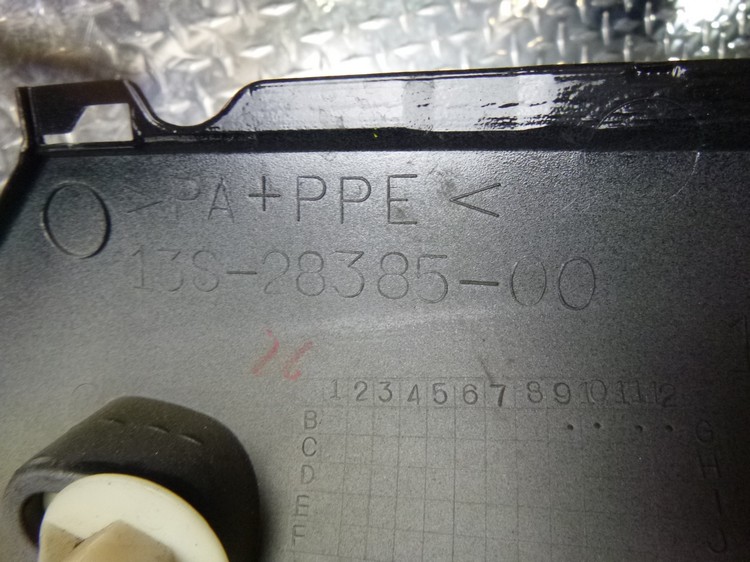 >PA+PPE<
13S-28385-00
1 2 3 4 5 6 7 8 9 10 11 12
B G
C H
D I
E J
F